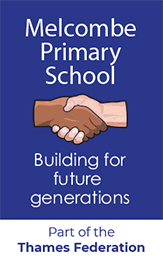 Melcombe
Primary
School
Building for
future
generations
Part of the
Thames Federation